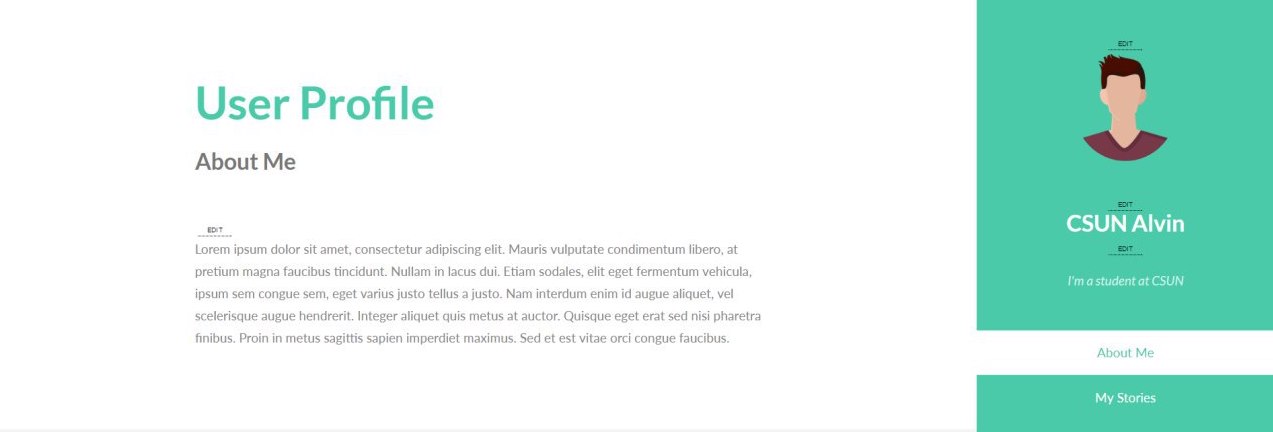 User Profile
About Me
EDIT
Lorem ipsum dolor sit amet, consectetur adipiscing elit. Mauris vulputate condimentum libero, at
pretium magna faucibus tincidunt. Nullam in lacus dui. Etiam sodales, elit eget fermentum vehicula,
ipsum sem congue sem, eget varius justo tellus a justo. Nam interdum enim id augue aliquet, vel
scelerisque augue hendrerit. Integer aliquet quis metus at auctor. Quisque eget erat sed nisi pharetra
finibus. Proin in metus sagittis sapien imperdiet maximus. Sed et est vitae orci congue faucibus.
EDIT
EDIT
CSUN Alvin
EDIT
I'm a student at CSUN
About Me
My Stories